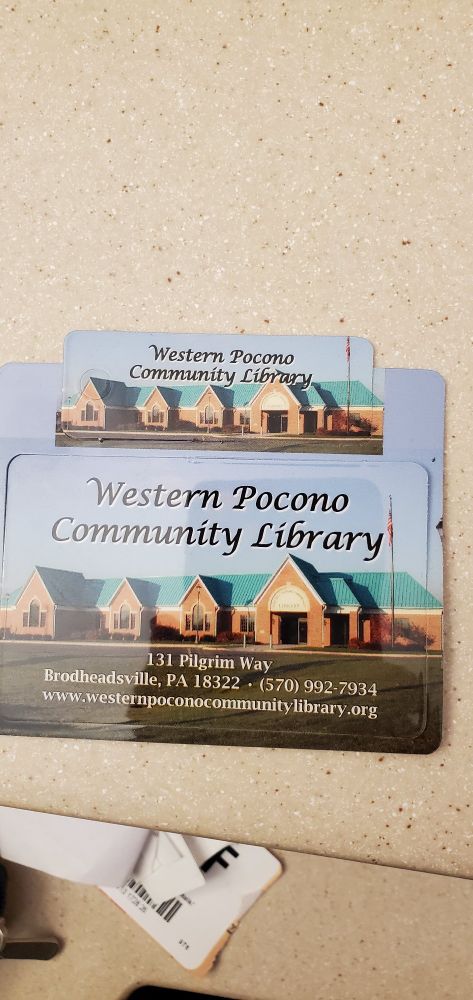 Western Pocono
Community Library
Western Pocono
Community Library
LIBRARY
131 Pilgrim Way
Brodheadsville, PA 18322 · (570) 992-7934
www.westernpoconocommunitylibrary.org
F